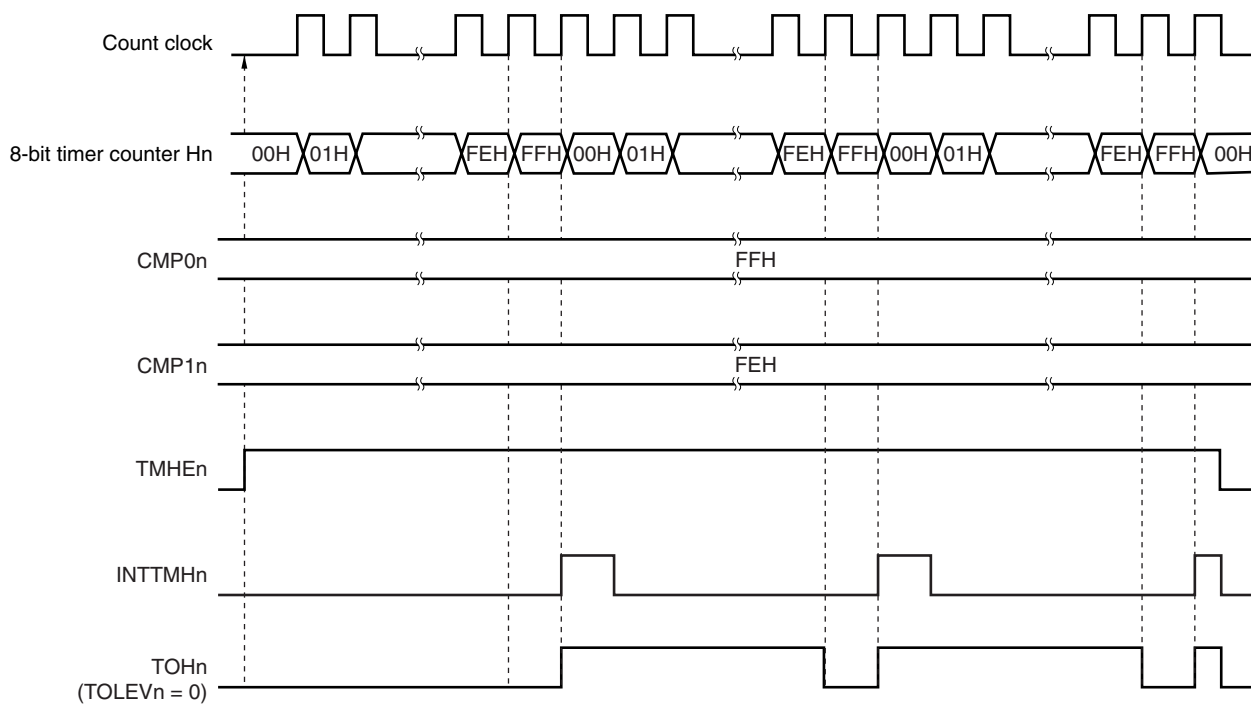 Count clock
8-bit timer counter Hn
00H 01H FEH FFH 00H 01H FEH FFH 00H 01H FEH FFH 00H
CMP0n
FFH
CMP1n
FEH
TMHEn
INTTMHn
TOHn
(TOLEVn = 0)